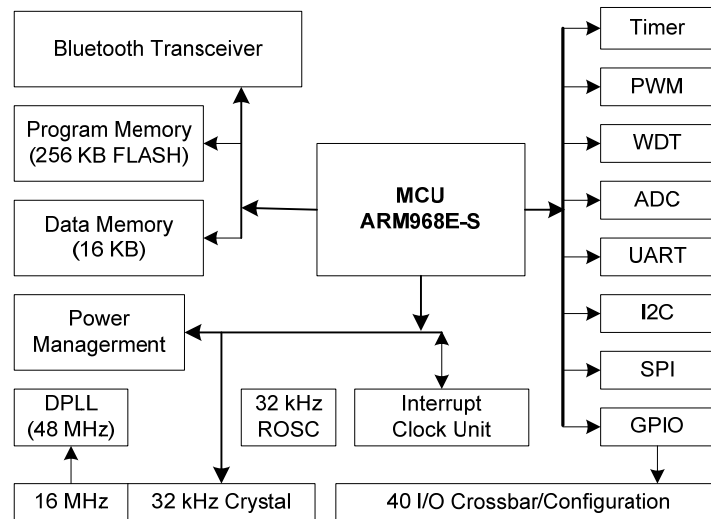 Bluetooth Transceiver
Program Memory
(256 KB FLASH)
Data Memory
(16 KB)
Power
Managerment
DPLL
(48 MHz)
16 MHz
32 kHz Crystal
32 kHz
ROSC
MCU
ARM968E-S
Interrupt
Clock Unit
Timer
PWM
WDT
ADC
UART
I2C
SPI
GPIO
40 I/O Crossbar/Configuration